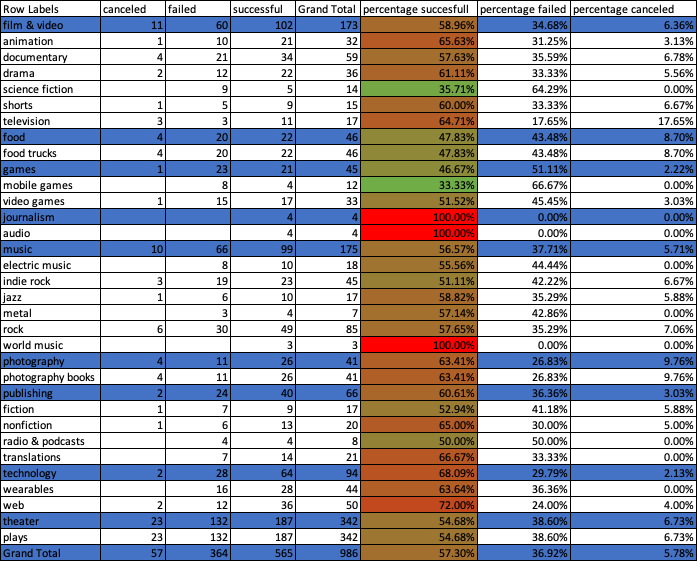 Row Labels canceled failed successful Grand Total percentage succesfull percentage failed percentage canceled
film & video 11 60 102 173 58.96% 34.68% 6.36%
animation 1 10 21 32 65.63% 31.25% 3.13%
documentary 4 21 34 59 57.63% 35.59% 6.78%
drama 2 12 22 36 61.11% 33.33% 5.56%
science fiction 9 5 14 35.71% 64.29% 0.00%
shorts 1 5 9 15 60.00% 33.33% 6.67%
television 3 3 11 17 64.71% 17.65% 17.65%
food 4 20 22 46 47.83% 43.48% 8.70%
food trucks 4 20 22 46 47.83% 43.48% 8.70%
games 1 23 21 45 46.67% 51.11% 2.22%
mobile games 8 4 12 33.33% 66.67% 0.00%
video games 1 15 17 33 51.52% 45.45% 3.03%
journalism 4 4 100.00% 0.00% 0.00%
audio 4 4 100.00% 0.00% 0.00%
music 10 66 99 175 56.57% 37.71% 5.71%
electric music 8 10 18 55.56% 44.44% 0.00%
indie rock 3 19 23 45 51.11% 42.22% 6.67%
jazz 1 6 10 17 58.82% 35.29% 5.88%
metal 3 4 7 57.14% 42.86% 0.00%
rock 6 30 49 85 57.65% 35.29% 7.06%
world music 3 3 100.00% 0.00% 0.00%
photography 4 11 26 41 63.41% 26.83% 9.76%
photography books 4 11 26 41 63.41% 26.83% 9.76%
publishing 2 24 40 66 60.61% 36.36% 3.03%
fiction 1 7 9 17 52.94% 41.18% 5.88%
nonfiction 1 6 13 20 65.00% 30.00% 5.00%
radio & podcasts 4 4 8 50.00% 50.00% 0.00%
translations 7 14 21 66.67% 33.33% 0.00%
technology 2 28 64 94 68.09% 29.79% 2.13%
wearables 16 28 44 63.64% 36.36% 0.00%
web 2 12 36 50 72.00% 24.00% 4.00%
theater 23 132 187 342 54.68% 38.60% 6.73%
plays 23 132 187 342 54.68% 38.60% 6.73%
Grand Total 57 364 565 986 57.30% 36.92% 5.78%